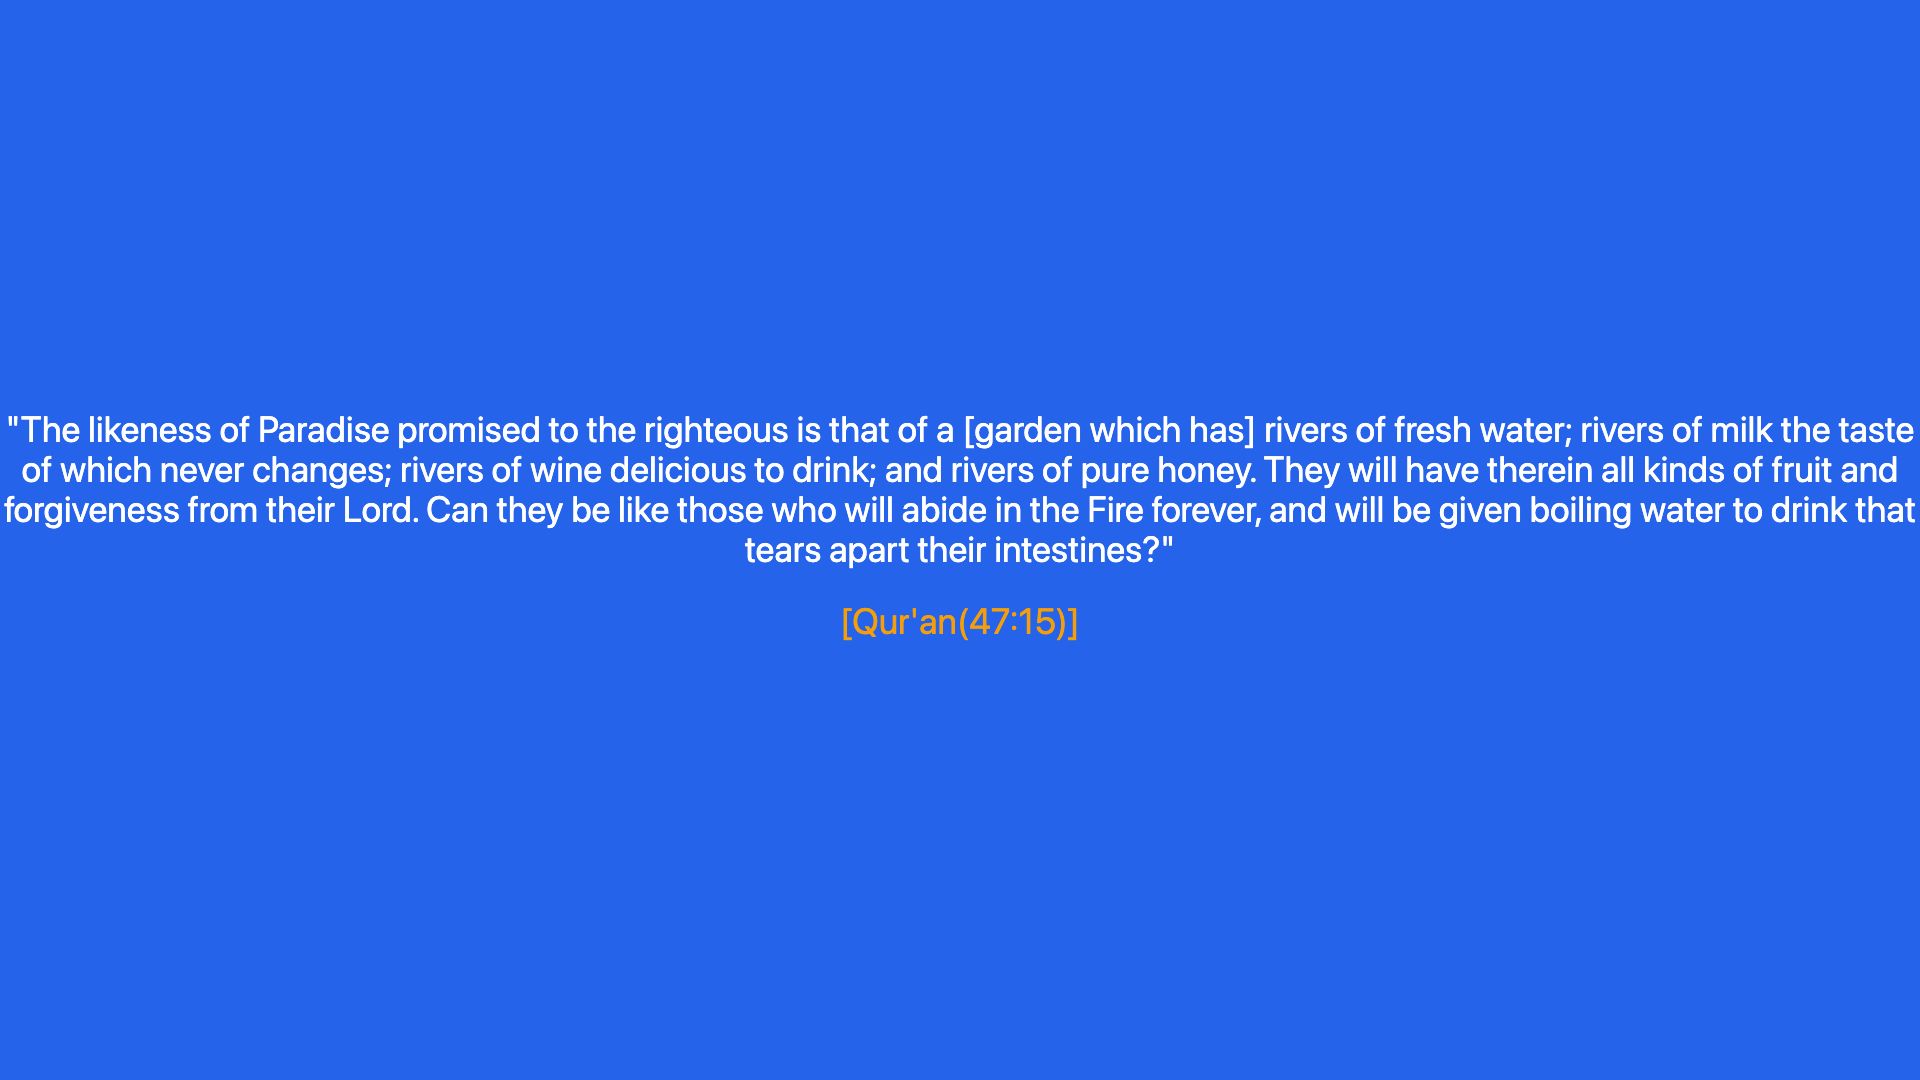 "The likeness of Paradise promised to the righteous is that of a [garden which has] rivers of fresh water; rivers of milk the taste
of which never changes; rivers of wine delicious to drink; and rivers of pure honey. They will have therein all kinds of fruit and
forgiveness from their Lord. Can they be like those who will abide in the Fire forever, and will be given boiling water to drink that
tears apart their intestines?"
[Qur'an(47:15)]